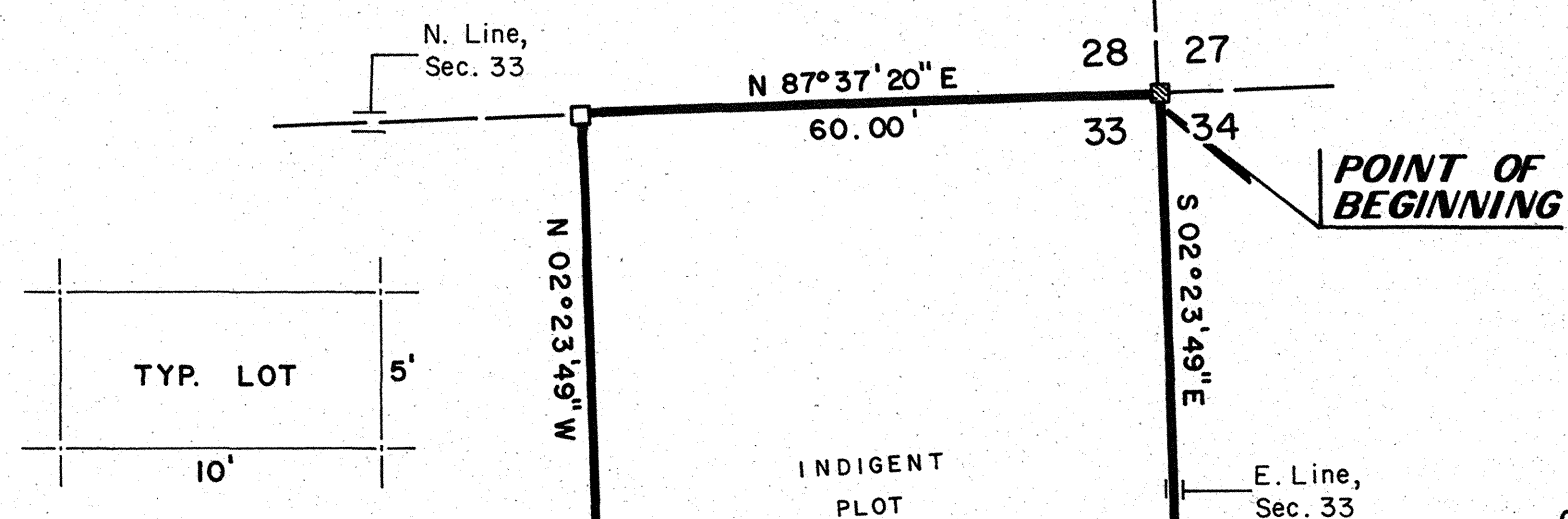 N. Line,
Sec. 33
28 27
N 87°37'20" E
60.00'
33 34
POINT OF
BEGINNING
N 02°23'49" W
S 02°23'49" E
TYP. LOT
5'
10'
INDIGENT
PLOT
E. Line,
Sec. 33